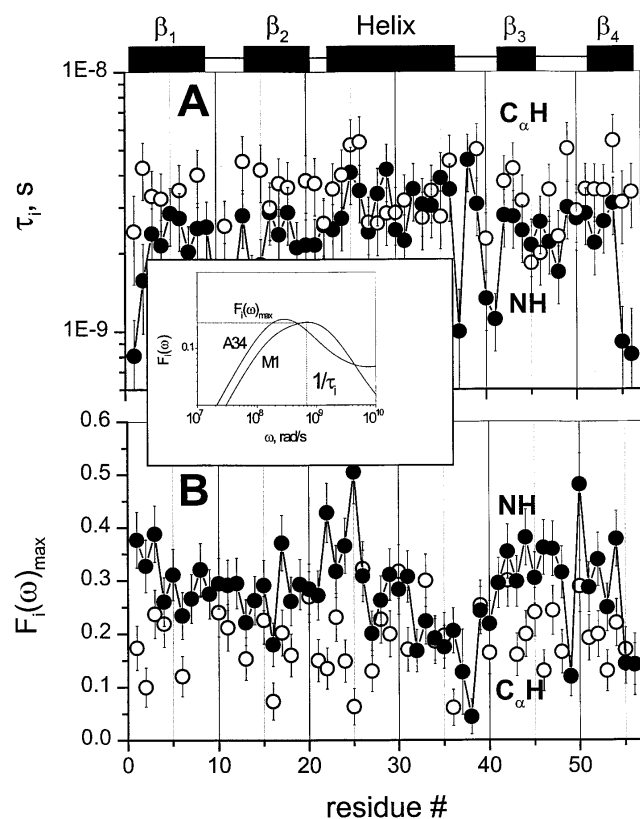 β1 β2 Helix β3 β4
1E-8
A
CαH
τi, s
NH
1E-9
Fi(ω)max
A34
M1
Fi(ω)
0.1
1/τi
10^7 10^8 10^9 10^10
ω, rad/s
0.6
B
0.5
NH
0.4
Fi(ω)max
0.3
0.2
CαH
0.1
0.0
0 10 20 30 40 50
residue #